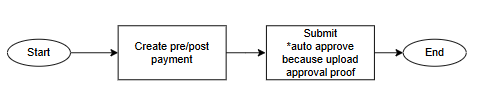 Start
Create pre/post
payment
Submit
*auto approve
because upload
approval proof
End